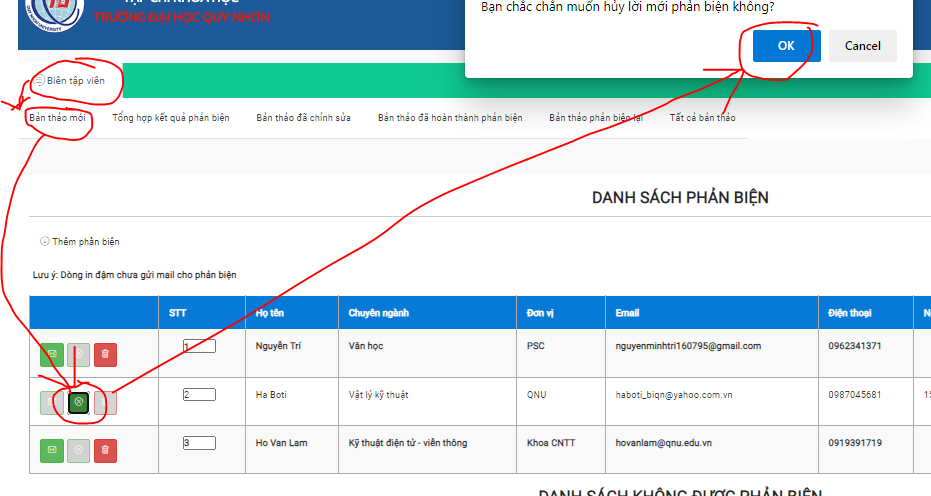 TẠP CHÍ KHOA HỌC
TRƯỜNG ĐẠI HỌC QUY NHƠN
QUY NHON UNIVERSITY
Bạn chắc chắn muốn hủy lời mới phản biện không?
OK Cancel
Biên tập viên
Bản thảo mới Tổng hợp kết quả phản biện Bản thảo đã chỉnh sửa Bản thảo đã hoàn thành phản biện Bản thảo phản biện lại Tất cả bản thảo
DANH SÁCH PHẢN BIỆN
Thêm phản biện
Lưu ý: Dòng in đậm chưa gửi mail cho phản biện
STT Họ tên Chuyên ngành Đơn vị Email Điện thoại
1 Nguyễn Trí Văn học PSC nguyenminhtri160795@gmail.com 0962341371
2 Ha Boti Vật lý kỹ thuật QNU haboti_biqn@yahoo.com.vn 0987045681 15
3 Ho Van Lam Kỹ thuật điện tử - viễn thông Khoa CNTT hovanlam@qnu.edu.vn 0919391719
DANH SÁCH KHÔNG ĐƯỢC PHẢN BIỆN